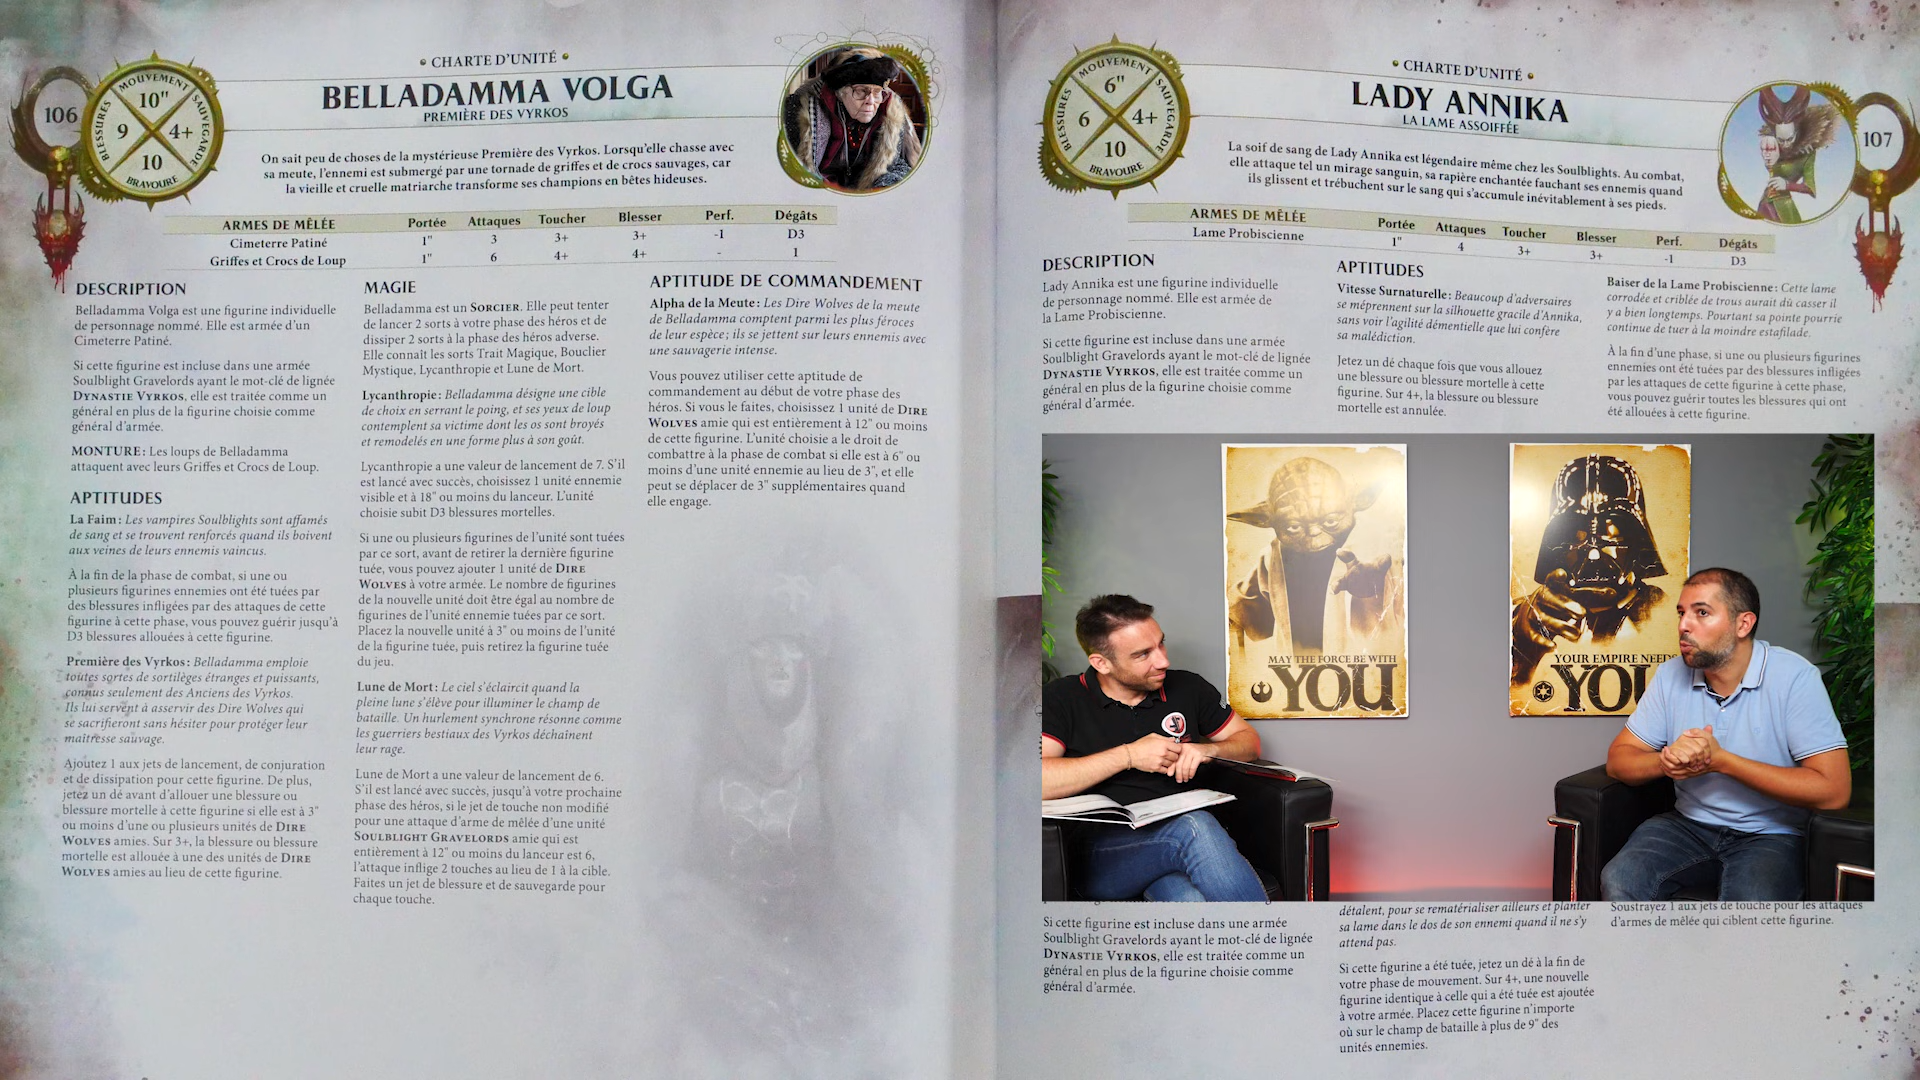 106
MOUVEMENT
10"
SAUVEGARDE
4+
BLESSURES
9
10
BRAVOURE
• CHARTE D'UNITÉ •
BELLADAMMA VOLGA
PREMIÈRE DES VYRKOS
On sait peu de choses de la mystérieuse Première des Vyrkos. Lorsqu'elle chasse avec
sa meute, l'ennemi est submergé par une tornade de griffes et de crocs sauvages, car
la vieille et cruelle matriarche transforme ses champions en bêtes hideuses.
ARMES DE MÊLÉE Portée Attaques Toucher Blesser Perf. Dégâts
Cimeterre Patiné 1" 3 3+ 3+ -1 D3
Griffes et Crocs de Loup 1" 6 4+ 4+ - 1
DESCRIPTION
Belladamma Volga est une figurine individuelle
de personnage nommé. Elle est armée d'un
Cimeterre Patiné.
Si cette figurine est incluse dans une armée
Soulblight Gravelords ayant le mot-clé de lignée
DYNASTIE VYRKOS, elle est traitée comme un
général en plus de la figurine choisie comme
général d'armée.
MONTURE : Les loups de Belladamma
attaquent avec leurs Griffes et Crocs de Loup.
APTITUDES
La Faim : Les vampires Soulblights sont affamés
de sang et se trouvent renforcés quand ils boivent
aux veines de leurs ennemis vaincus.
À la fin de la phase de combat, si une ou
plusieurs figurines ennemies ont été tuées par
des blessures infligées par des attaques de cette
figurine à cette phase, vous pouvez guérir jusqu'à
D3 blessures allouées à cette figurine.
Première des Vyrkos : Belladamma emploie
toutes sortes de sortilèges étranges et puissants,
connus seulement des Anciens des Vyrkos.
Ils lui servent à asservir des Dire Wolves qui
se sacrifieront sans hésiter pour protéger leur
maîtresse sauvage.
Ajoutez 1 aux jets de lancement, de conjuration
et de dissipation pour cette figurine. De plus,
jetez un dé avant d'allouer une blessure ou
blessure mortelle à cette figurine si elle est à 3"
ou moins d'une ou plusieurs unités de DIRE
WOLVES amies. Sur 3+, la blessure ou blessure
mortelle est allouée à une des unités de DIRE
WOLVES amies au lieu de cette figurine.
MAGIE
Belladamma est un SORCIER. Elle peut tenter
de lancer 2 sorts à votre phase des héros et de
dissiper 2 sorts à la phase des héros adverse.
Elle connaît les sorts Trait Magique, Bouclier
Mystique, Lycanthropie et Lune de Mort.
Lycanthropie : Belladamma désigne une cible
de choix en serrant le poing, et ses yeux de loup
contemplent sa victime dont les os sont broyés
et remodelés en une forme plus à son goût.
Lycanthropie a une valeur de lancement de 7. S'il
est lancé avec succès, choisissez 1 unité ennemie
visible et à 18" ou moins du lanceur. L'unité
choisie subit D3 blessures mortelles.
Si une ou plusieurs figurines de l'unité sont tuées
par ce sort, avant de retirer la dernière figurine
tuée, vous pouvez ajouter 1 unité de DIRE
WOLVES à votre armée. Le nombre de figurines
de la nouvelle unité doit être égal au nombre de
figurines de l'unité ennemie tuées par ce sort.
Placez la nouvelle unité à 3" ou moins de l'unité
de la figurine tuée, puis retirez la figurine tuée
du jeu.
Lune de Mort : Le ciel s'éclaircit quand la
pleine lune s'élève pour illuminer le champ de
bataille. Un hurlement synchrone résonne comme
les guerriers bestiaux des Vyrkos déchaînent
leur rage.
Lune de Mort a une valeur de lancement de 6.
S'il est lancé avec succès, jusqu'à votre prochaine
phase des héros, si le jet de touche non modifié
pour une attaque d'arme de mêlée d'une unité
SOULBLIGHT GRAVELORDS amie qui est
entièrement à 12" ou moins du lanceur est 6,
l'attaque inflige 2 touches au lieu de 1 à la cible.
Faites un jet de blessure et de sauvegarde pour
chaque touche.
APTITUDE DE COMMANDEMENT
Alpha de la Meute : Les Dire Wolves de la meute
de Belladamma comptent parmi les plus féroces
de leur espèce ; ils se jettent sur leurs ennemis avec
une sauvagerie intense.
Vous pouvez utiliser cette aptitude de
commandement au début de votre phase des
héros. Si vous le faites, choisissez 1 unité de DIRE
WOLVES amie qui est entièrement à 12" ou moins
de cette figurine. L'unité choisie a le droit de
combattre à la phase de combat si elle est à 6" ou
moins d'une unité ennemie au lieu de 3", et elle
peut se déplacer de 3" supplémentaires quand
elle engage.
MOUVEMENT
6"
SAUVEGARDE
4+
BLESSURES
6
10
BRAVOURE
• CHARTE D'UNITÉ •
LADY ANNIKA
LA LAME ASSOIFFÉE
107
La soif de sang de Lady Annika est légendaire même chez les Soulblights. Au combat,
elle attaque tel un mirage sanguin, sa rapière enchantée fauchant ses ennemis quand
ils glissent et trébuchent sur le sang qui s'accumule inévitablement à ses pieds.
ARMES DE MÊLÉE Portée Attaques Toucher Blesser Perf. Dégâts
Lame Probiscienne 1" 4 3+ 3+ -1 D3
DESCRIPTION
Lady Annika est une figurine individuelle
de personnage nommé. Elle est armée de
la Lame Probiscienne.
Si cette figurine est incluse dans une armée
Soulblight Gravelords ayant le mot-clé de lignée
DYNASTIE VYRKOS, elle est traitée comme un
général en plus de la figurine choisie comme
général d'armée.
APTITUDES
Vitesse Surnaturelle : Beaucoup d'adversaires
se méprennent sur la silhouette gracile d'Annika,
sans voir l'agilité démentielle que lui confère
sa malédiction.
Jetez un dé chaque fois que vous allouez
une blessure ou blessure mortelle à cette
figurine. Sur 4+, la blessure ou blessure
mortelle est annulée.
Baiser de la Lame Probiscienne : Cette lame
corrodée et criblée de trous aurait dû casser il
y a bien longtemps. Pourtant sa pointe pourrie
continue de tuer à la moindre estafilade.
À la fin d'une phase, si une ou plusieurs figurines
ennemies ont été tuées par des blessures infligées
par les attaques de cette figurine à cette phase,
vous pouvez guérir toutes les blessures qui ont
été allouées à cette figurine.
MAY THE FORCE BE WITH
YOU
YOUR EMPIRE NEEDS
YOU
Si cette figurine est incluse dans une armée
Soulblight Gravelords ayant le mot-clé de lignée
DYNASTIE VYRKOS, elle est traitée comme un
général en plus de la figurine choisie comme
général d'armée.
détalent, pour se rematérialiser ailleurs et planter
sa lame dans le dos de son ennemi quand il ne s'y
attend pas.
Si cette figurine a été tuée, jetez un dé à la fin de
votre phase de mouvement. Sur 4+, une nouvelle
figurine identique à celle qui a été tuée est ajoutée
à votre armée. Placez cette figurine n'importe
où sur le champ de bataille à plus de 9" des
unités ennemies.
Soustrayez 1 aux jets de touche pour les attaques
d'armes de mêlée qui ciblent cette figurine.